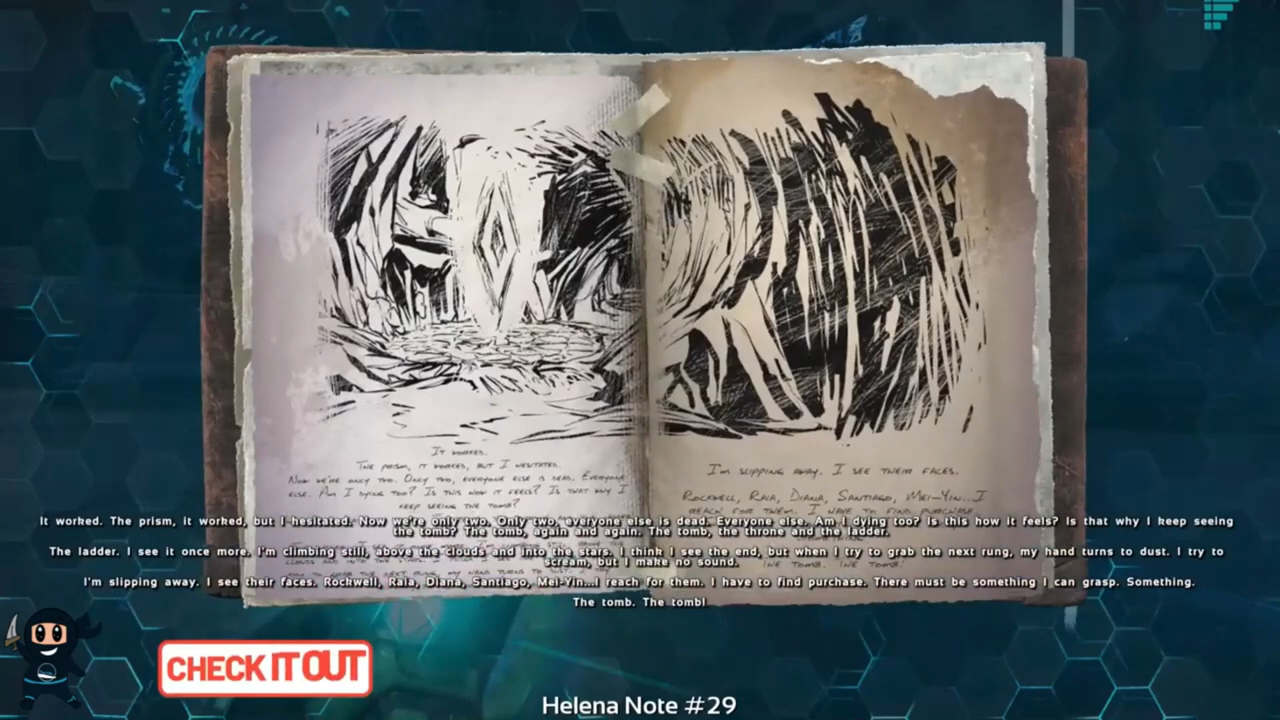 It worked.
The prism, it worked, but I hesitated.
Now we're only two. Only two, everyone else is dead. Everyone
else. Am I dying too? Is this how it feels? Is that why I
keep seeing the tomb?
I'm slipping away. I see their faces.
Rockwell, Raia, Diana, Santiago, Mei-Yin...I
reach for them. I have to find purchase.
It worked. The prism, it worked, but I hesitated. Now we're only two. Only two, everyone else is dead. Everyone else. Am I dying too? Is this how it feels? Is that why I keep seeing
the tomb? The tomb, again and again. The tomb, the throne and the ladder.
The ladder. I see it once more. I'm climbing still, above the clouds and into the stars. I think I see the end, but when I try to grab the next rung, my hand turns to dust. I try to
scream, but I make no sound.
The tomb. The tomb!
I'm slipping away. I see their faces. Rockwell, Raia, Diana, Santiago, Mei-Yin...I reach for them. I have to find purchase. There must be something I can grasp. Something.
The tomb. The tomb!
CHECK IT OUT
Helena Note #29